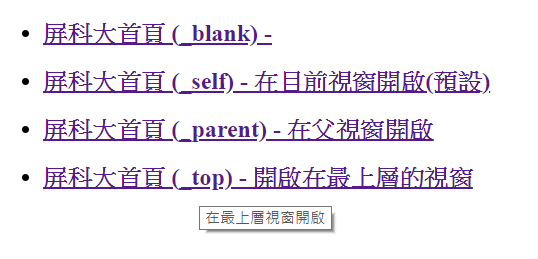 屏科大首頁 (_blank) -
屏科大首頁 (_self) - 在目前視窗開啟(預設)
屏科大首頁 (_parent) - 在父視窗開啟
屏科大首頁 (_top) - 開啟在最上層的視窗
在最上層視窗開啟